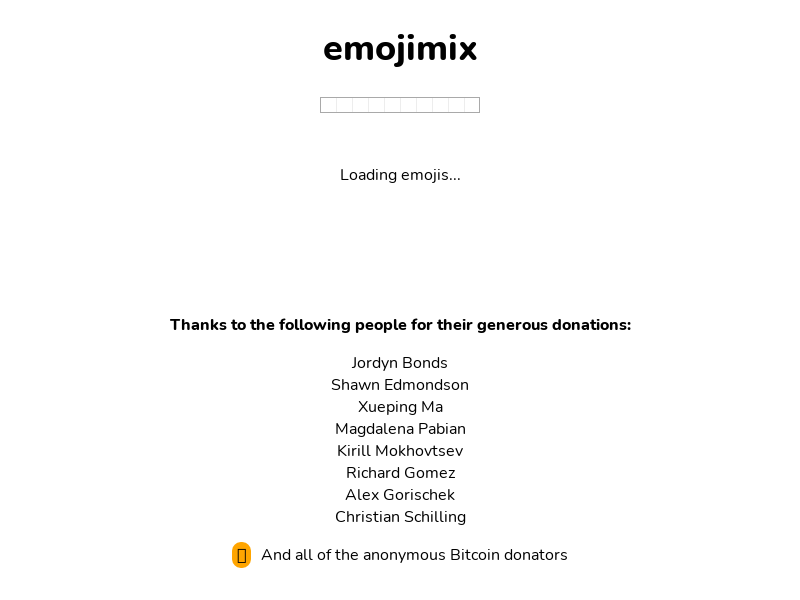 emojimix
Loading emojis...
Thanks to the following people for their generous donations:
Jordyn Bonds
Shawn Edmondson
Xueping Ma
Magdalena Pabian
Kirill Mokhovtsev
Richard Gomez
Alex Gorischek
Christian Schilling
And all of the anonymous Bitcoin donators